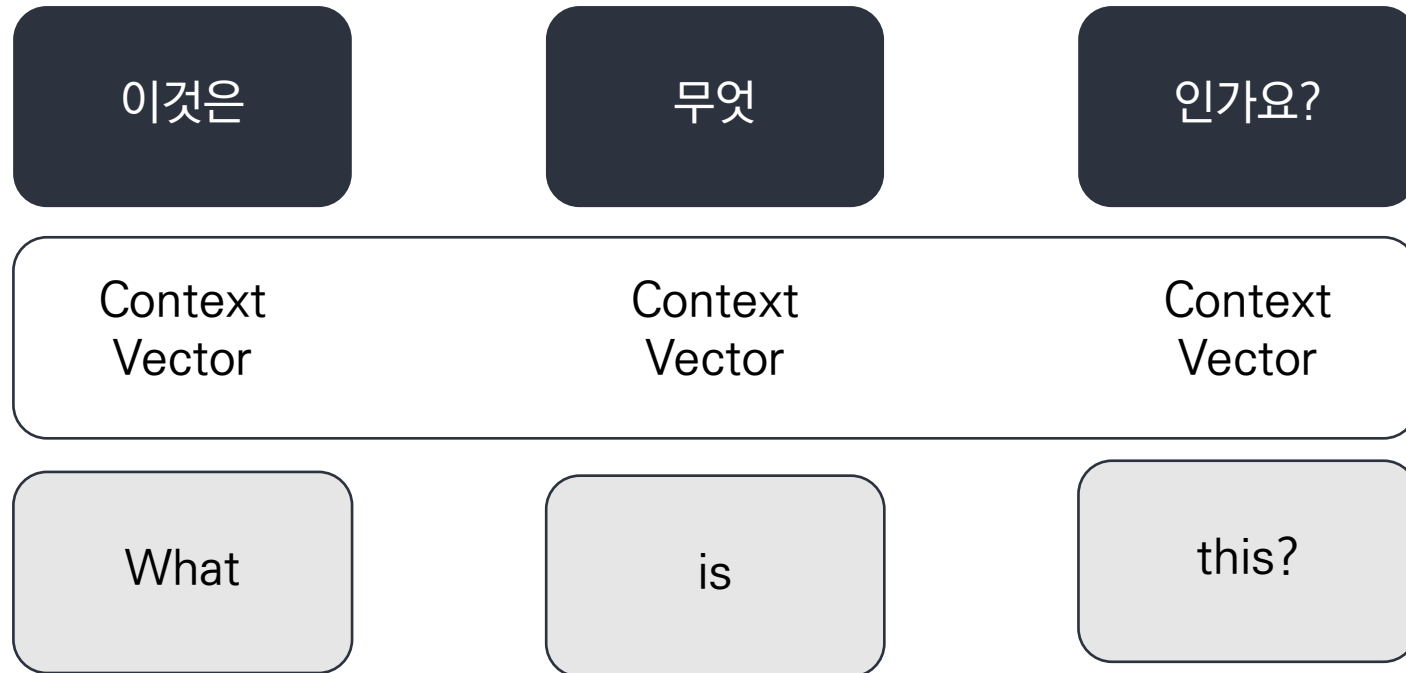 이것은
무엇
인가요?
Context
Vector
Context
Vector
Context
Vector
What
is
this?